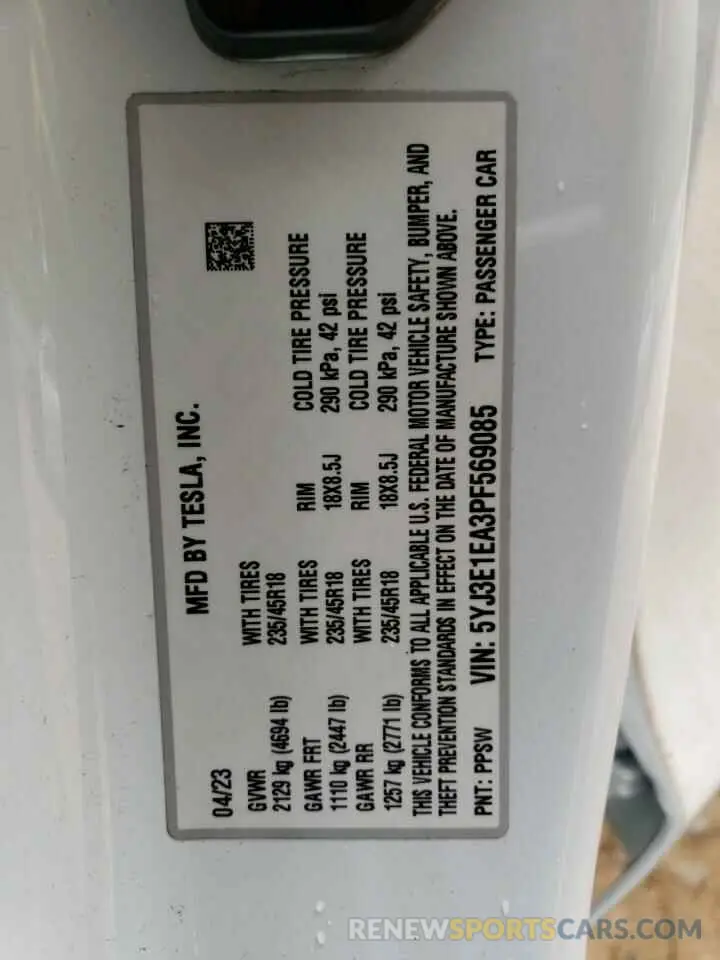 04/23 MFD BY TESLA, INC.
GVWR WITH TIRES
2129 kg (4694 lb) 235/45R18
GAWR FRT WITH TIRES RIM COLD TIRE PRESSURE
1110 kg (2447 lb) 235/45R18 18X8.5J 290 kPa, 42 psi
GAWR RR WITH TIRES RIM COLD TIRE PRESSURE
1257 kg (2771 lb) 235/45R18 18X8.5J 290 kPa, 42 psi
THIS VEHICLE CONFORMS TO ALL APPLICABLE U.S. FEDERAL MOTOR VEHICLE SAFETY, BUMPER, AND
THEFT PREVENTION STANDARDS IN EFFECT ON THE DATE OF MANUFACTURE SHOWN ABOVE.
PNT: PPSW VIN: 5YJ3E1EA3PF569085 TYPE: PASSENGER CAR
RENEWSPORTSCARS.COM